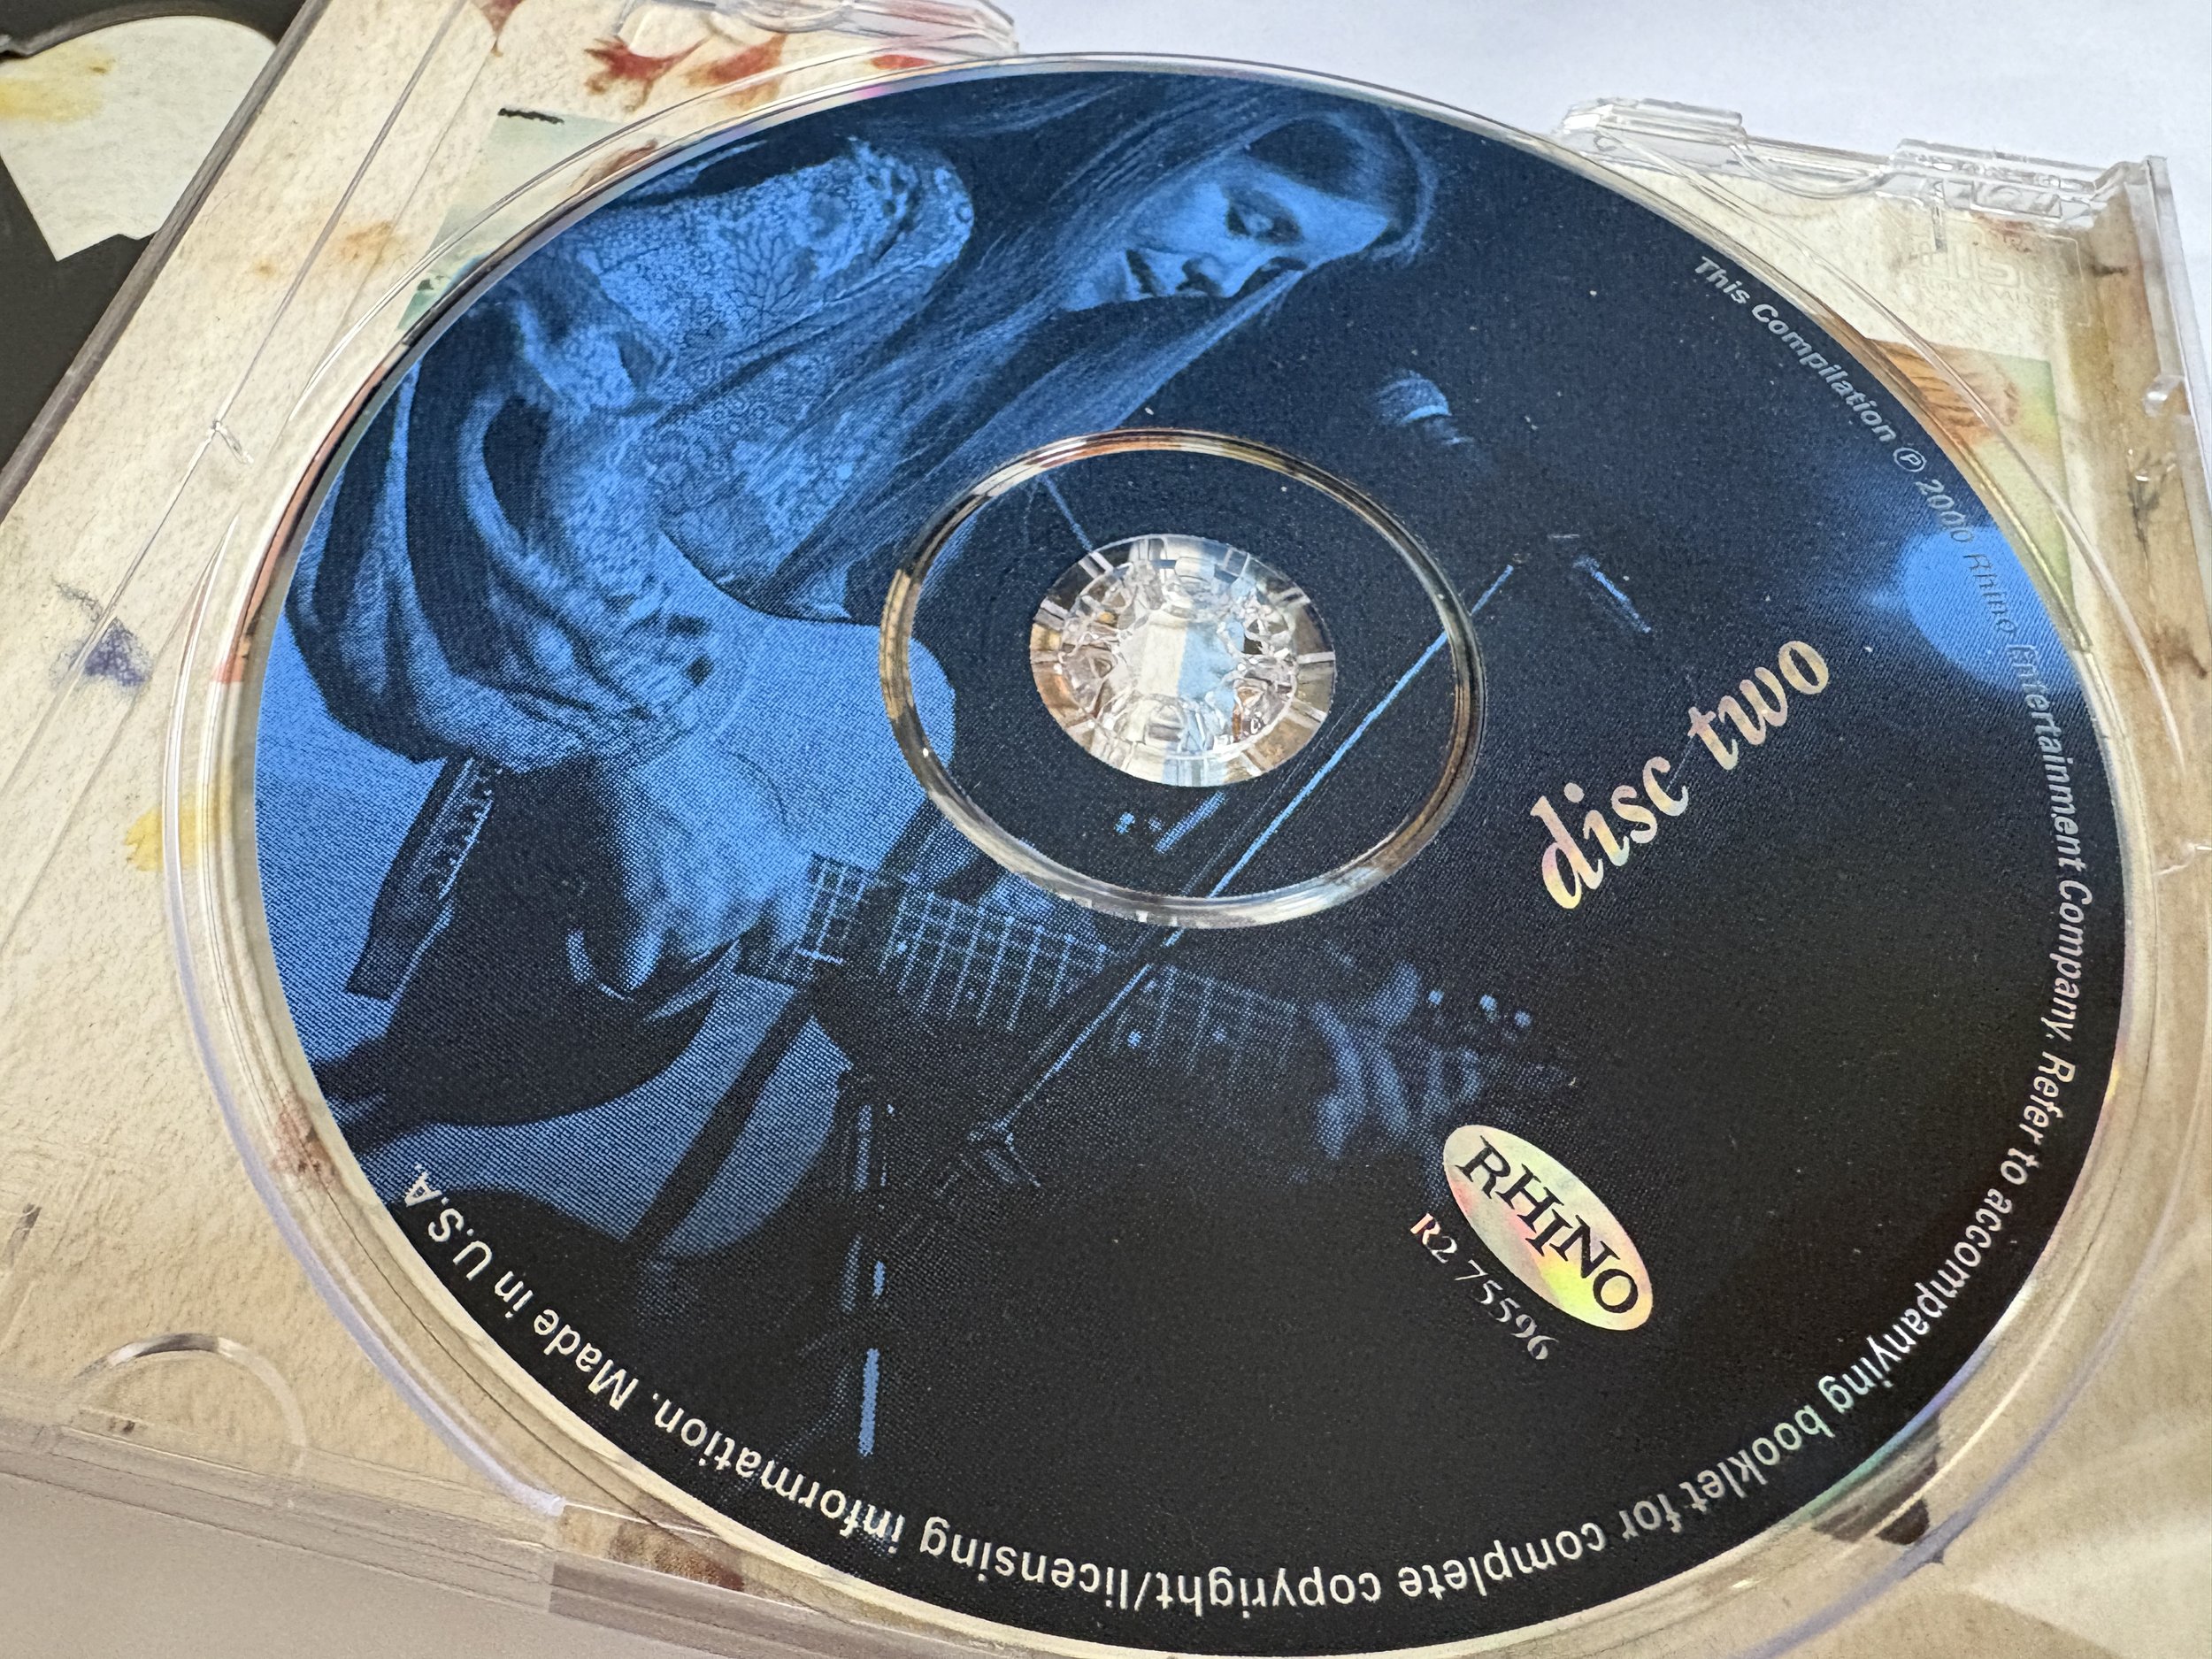 This Compilation ℗ 2000 Rhino Entertainment Company. Refer to accompanying booklet for complete copyright/licensing information. Made in U.S.A.
disc two
RHINO
R2 75596